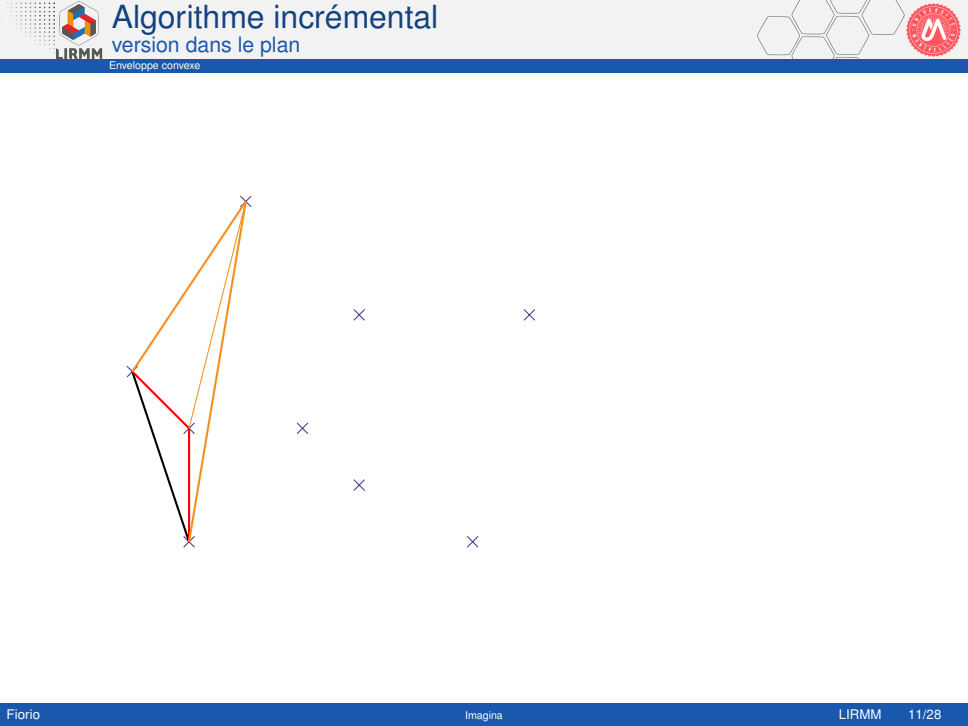 Algorithme incrémental
version dans le plan
LIRMM
Enveloppe convexe
Fiorio
Imagina
LIRMM
11/28